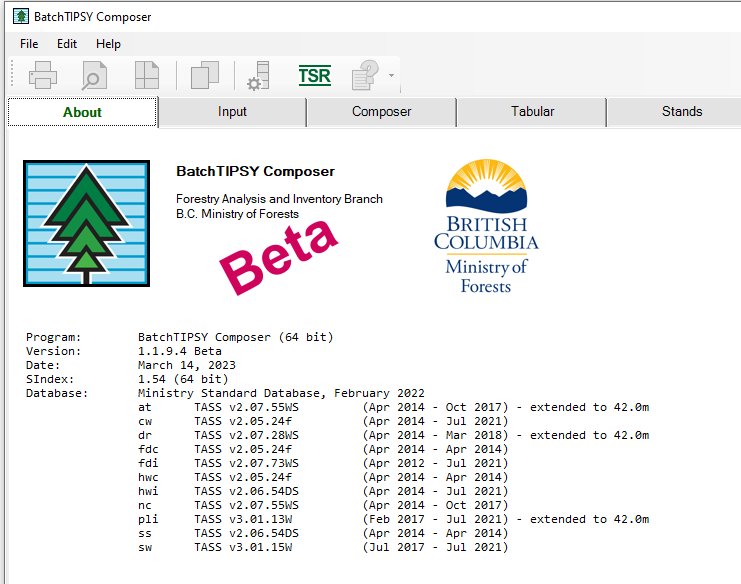 BatchTIPSY Composer
File Edit Help
TSR
About Input Composer Tabular Stands
BatchTIPSY Composer
Forestry Analysis and Inventory Branch
B.C. Ministry of Forests
Beta
BRITISH
COLUMBIA
Ministry of
Forests
Program: BatchTIPSY Composer (64 bit)
Version: 1.1.9.4 Beta
Date: March 14, 2023
SIndex: 1.54 (64 bit)
Database: Ministry Standard Database, February 2022
at TASS v2.07.55WS (Apr 2014 - Oct 2017) - extended to 42.0m
cw TASS v2.05.24f (Apr 2014 - Jul 2021)
dr TASS v2.07.28WS (Apr 2014 - Mar 2018) - extended to 42.0m
fdc TASS v2.05.24f (Apr 2014 - Apr 2014)
fdi TASS v2.07.73WS (Apr 2012 - Jul 2021)
hwc TASS v2.05.24f (Apr 2014 - Apr 2014)
hwi TASS v2.06.54DS (Apr 2014 - Jul 2021)
nc TASS v2.07.55WS (Apr 2014 - Oct 2017)
pli TASS v3.01.13W (Feb 2017 - Jul 2021) - extended to 42.0m
ss TASS v2.06.54DS (Apr 2014 - Apr 2014)
sw TASS v3.01.15W (Jul 2017 - Jul 2021)